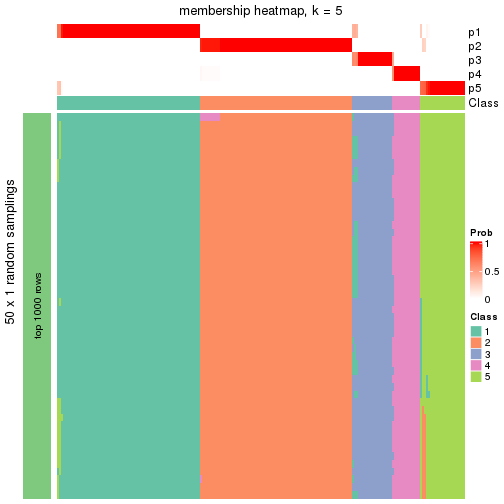 membership heatmap, k = 5
p1
p2
p3
p4
p5
Class
50 x 1 random samplings
top 1000 rows
Prob
1
0.5
0
Class
1
2
3
4
5